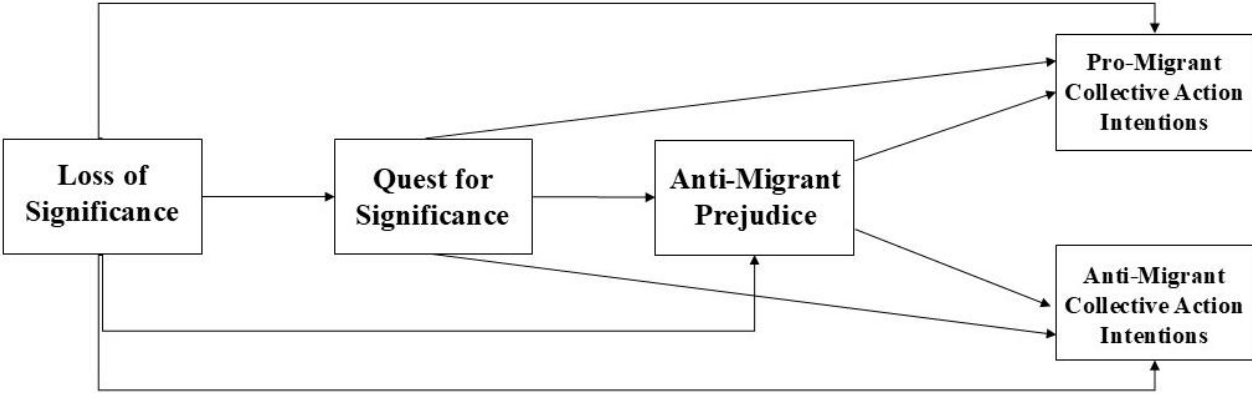 Loss of
Significance
Quest for
Significance
Anti-Migrant
Prejudice
Pro-Migrant
Collective Action
Intentions
Anti-Migrant
Collective Action
Intentions